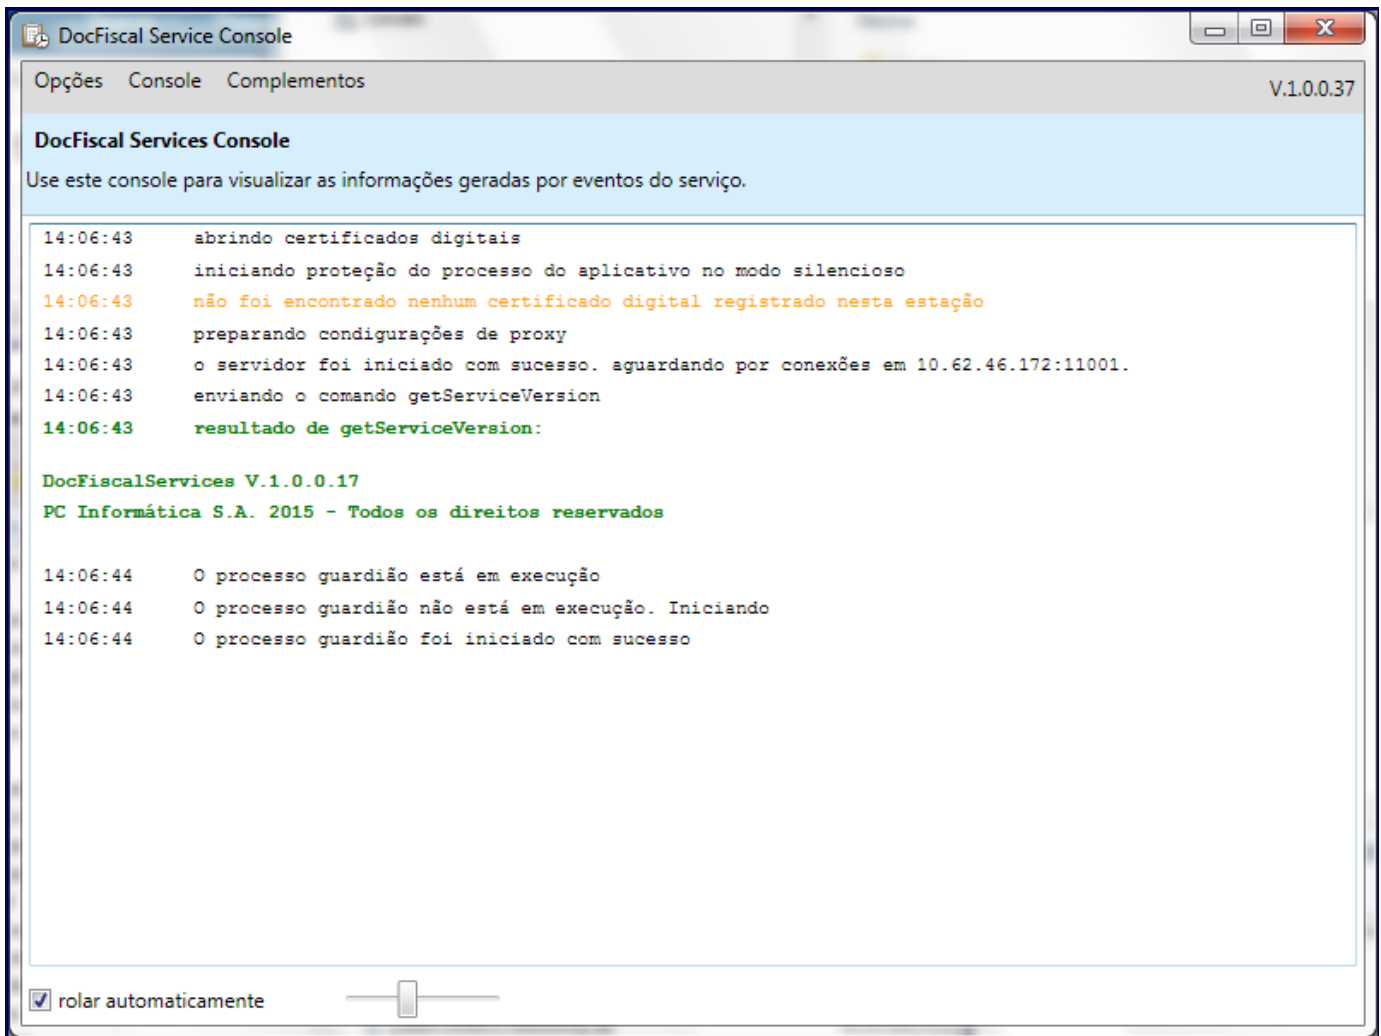 DocFiscal Service Console
Opções Console Complementos
V.1.0.0.37
DocFiscal Services Console
Use este console para visualizar as informações geradas por eventos do serviço.
14:06:43 abrindo certificados digitais
14:06:43 iniciando proteção do processo do aplicativo no modo silencioso
14:06:43 não foi encontrado nenhum certificado digital registrado nesta estação
14:06:43 preparando condigurações de proxy
14:06:43 o servidor foi iniciado com sucesso. aguardando por conexões em 10.62.46.172:11001.
14:06:43 enviando o comando getServiceVersion
14:06:43 resultado de getServiceVersion:
DocFiscalServices V.1.0.0.17
PC Informática S.A. 2015 - Todos os direitos reservados
14:06:44 O processo guardião está em execução
14:06:44 O processo guardião não está em execução. Iniciando
14:06:44 O processo guardião foi iniciado com sucesso
rolar automaticamente